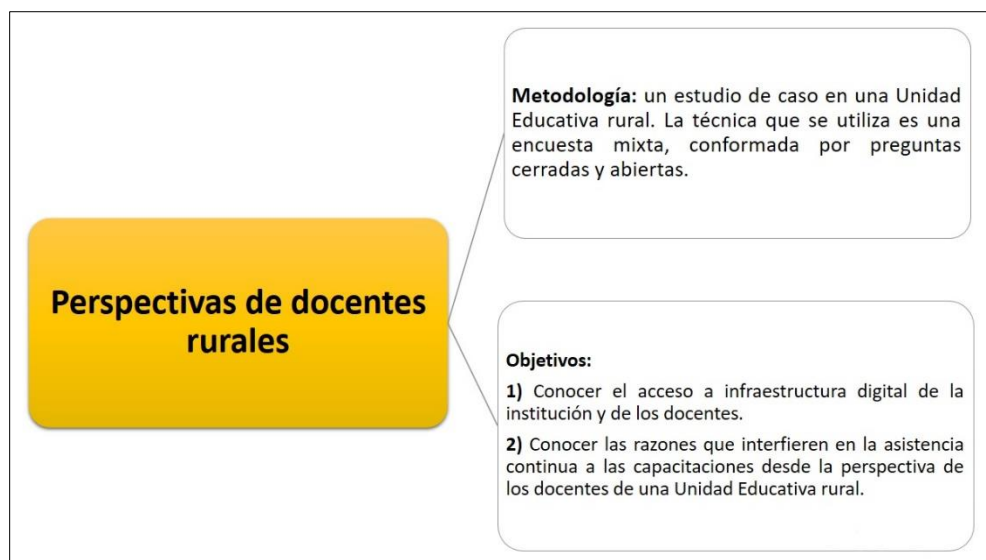 Perspectivas de docentes
rurales
Metodología: un estudio de caso en una Unidad
Educativa rural. La técnica que se utiliza es una
encuesta mixta, conformada por preguntas
cerradas y abiertas.
Objetivos:
1) Conocer el acceso a infraestructura digital de la
institución y de los docentes.
2) Conocer las razones que interfieren en la asistencia
continua a las capacitaciones desde la perspectiva de
los docentes de una Unidad Educativa rural.